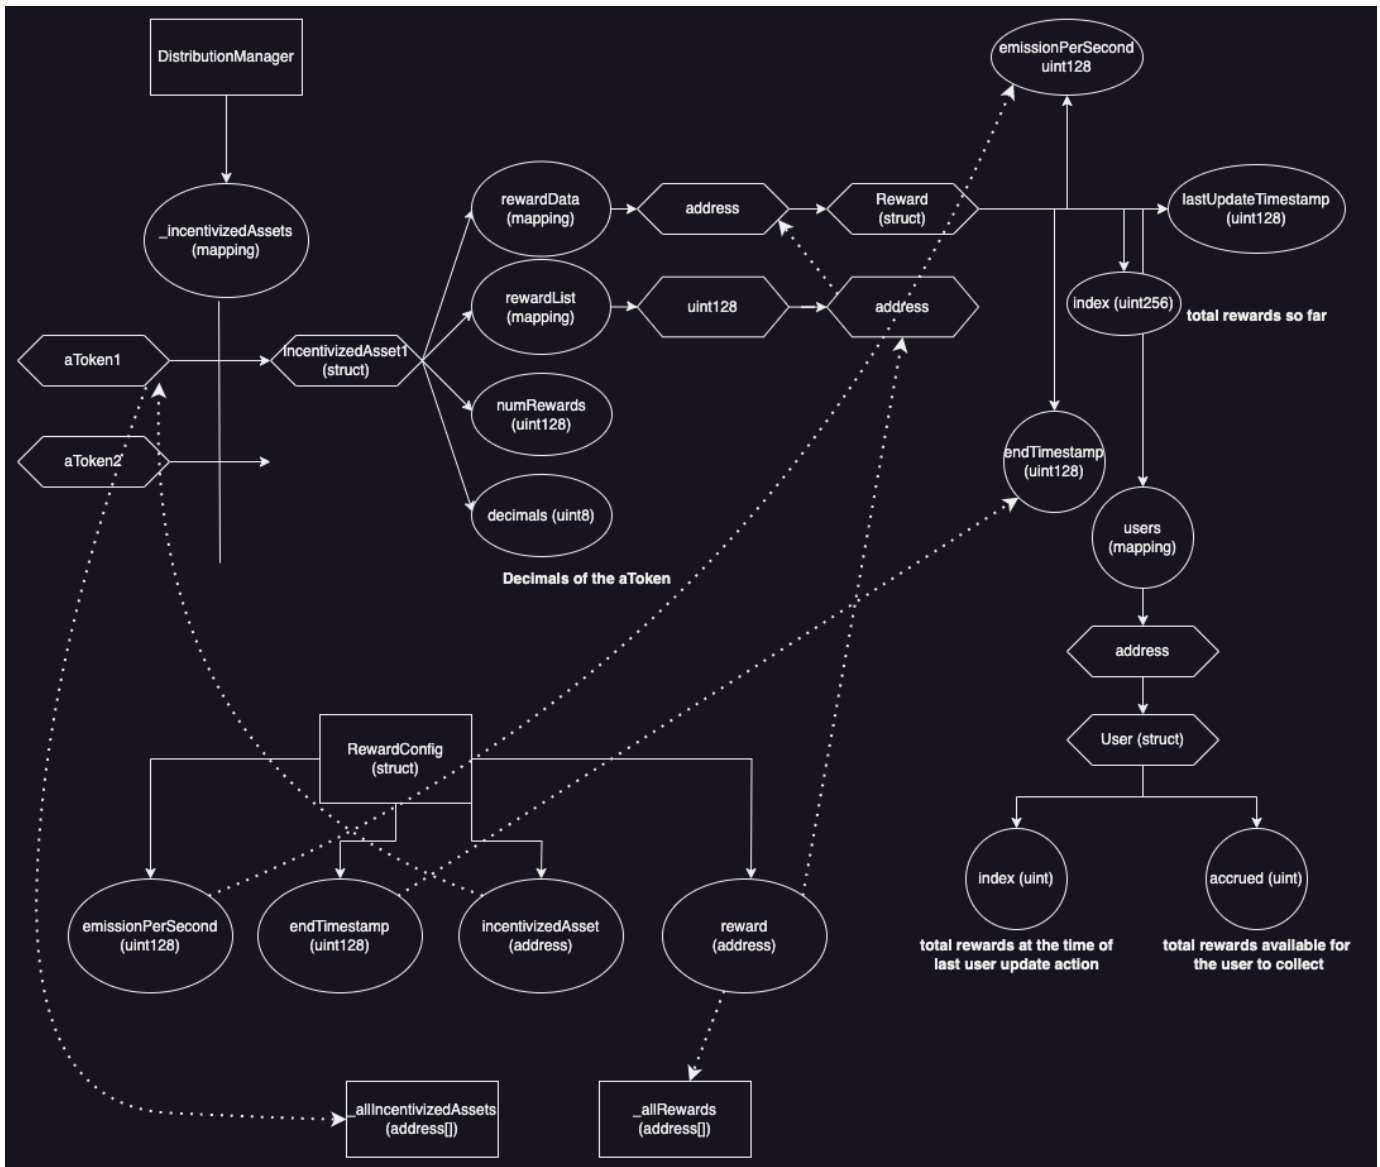 DistributionManager
emissionPerSecond
uint128
_incentivizedAssets
(mapping)
rewardData
(mapping)
address
Reward
(struct)
lastUpdateTimestamp
(uint128)
rewardList
(mapping)
uint128
address
index (uint256)
total rewards so far
aToken1
IncentivizedAsset1
(struct)
numRewards
(uint128)
aToken2
endTimestamp
(uint128)
decimals (uint8)
users
(mapping)
Decimals of the aToken
address
User (struct)
RewardConfig
(struct)
index (uint)
accrued (uint)
emissionPerSecond
(uint128)
endTimestamp
(uint128)
incentivizedAsset
(address)
reward
(address)
total rewards at the time of
last user update action
total rewards available for
the user to collect
_allIncentivizedAssets
(address[])
_allRewards
(address[])